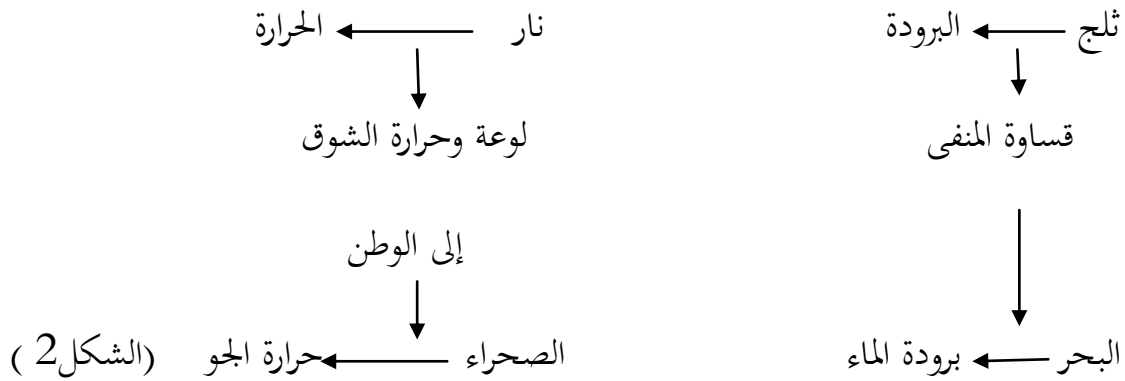 ثلج البرودة نار الحرارة
قساوة المنفى لوعة وحرارة الشوق
إلى الوطن
البحر برودة الماء الصحراء حرارة الجو (الشكل2 )